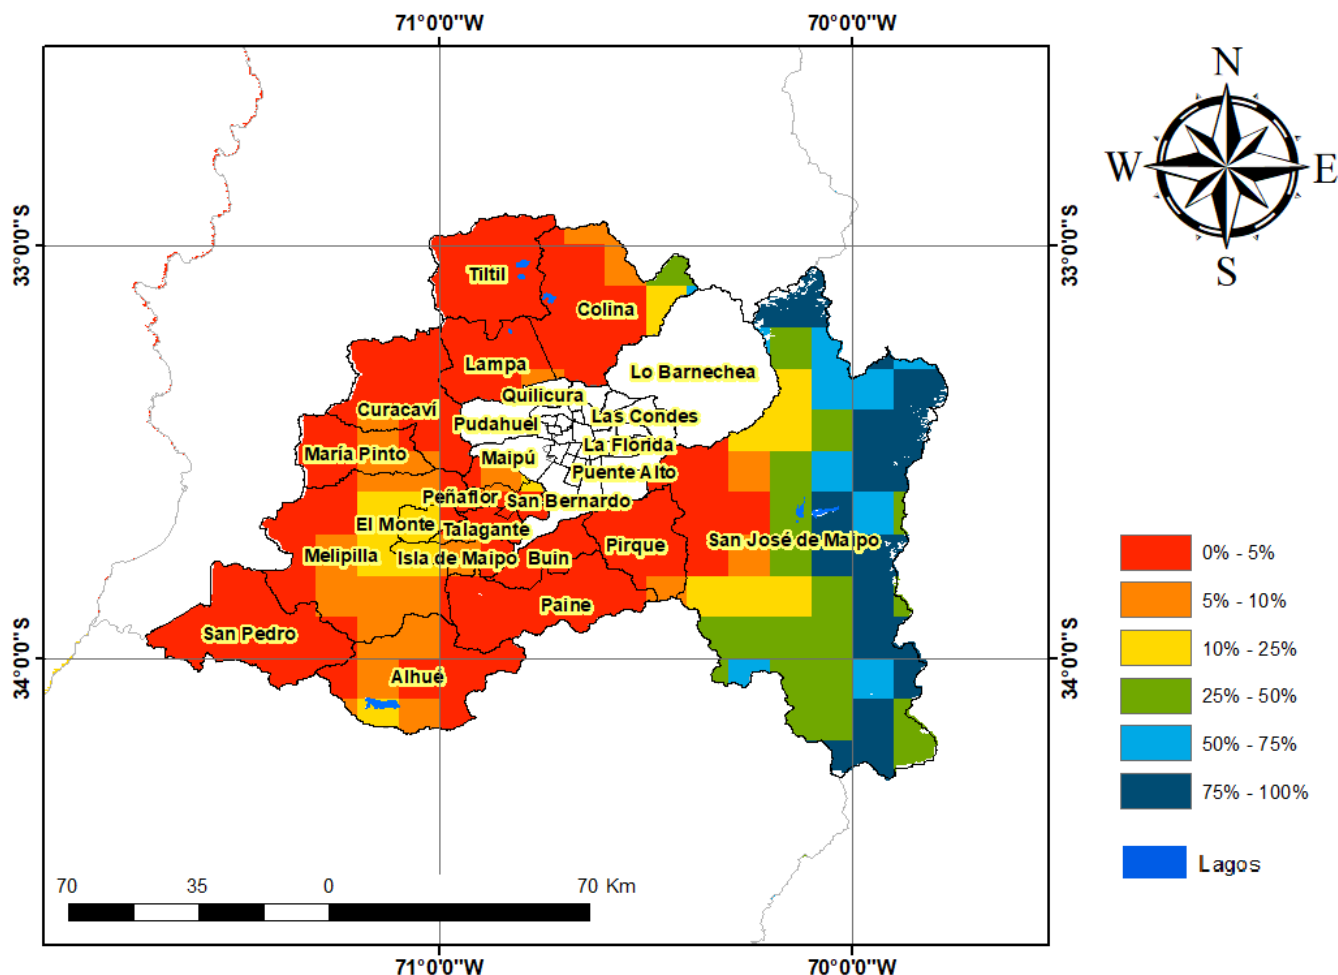 71°0'0"W
70°0'0"W
N
W
E
S
33°0'0"S
33°0'0"S
Tiltil
Colina
Lampa
Lo Barnechea
Quilicura
Curacaví
Las Condes
Pudahuel
La Florida
María Pinto
Maipú
Puente Alto
Peñaflor
San Bernardo
El Monte
Talagante
San José de Maipo
Pirque
Melipilla
Isla de Maipo
Buin
Paine
San Pedro
Alhué
34°0'0"S
34°0'0"S
0% - 5%
5% - 10%
10% - 25%
25% - 50%
50% - 75%
75% - 100%
Lagos
70 35 0 70 Km
71°0'0"W
70°0'0"W